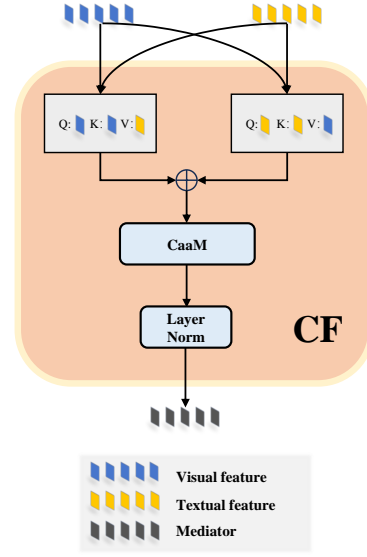 Q: K: V:
Q: K: V:
CaaM
Layer
Norm
CF
Visual feature
Textual feature
Mediator